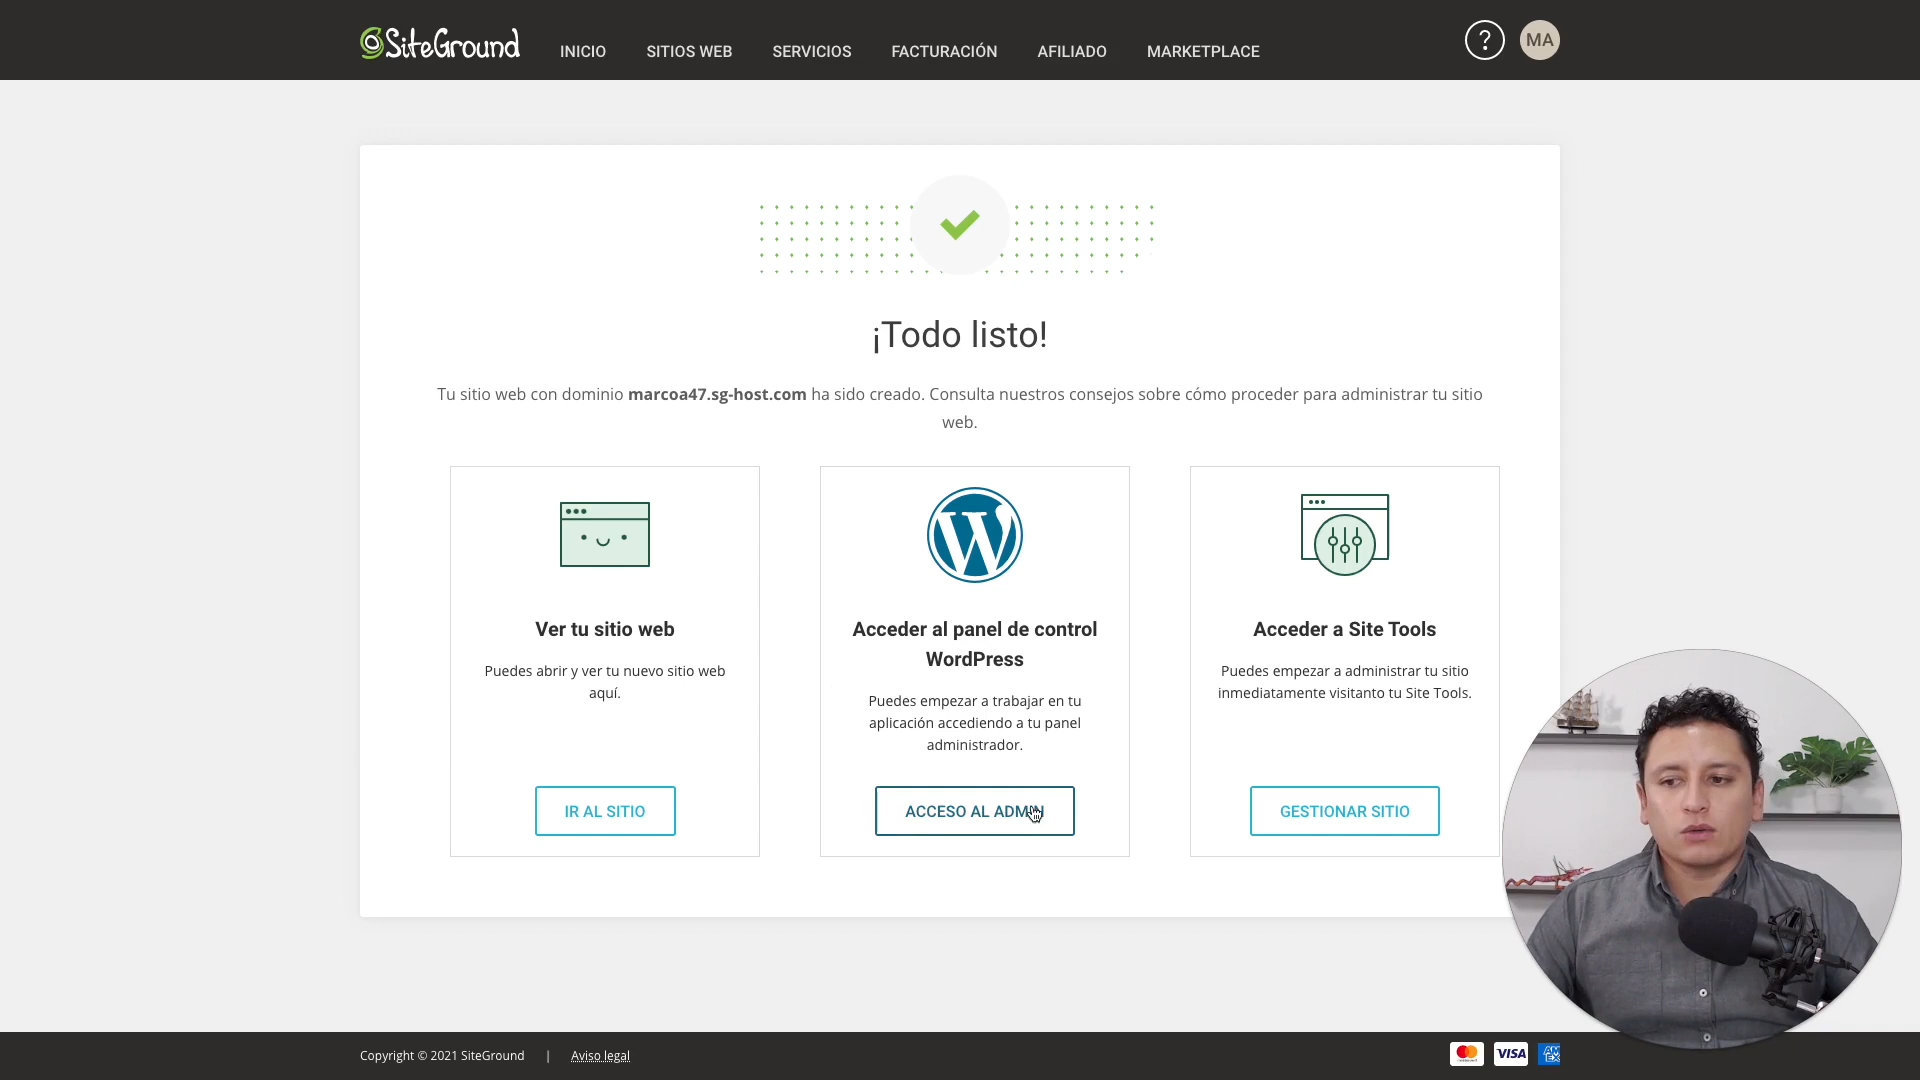 SiteGround
INICIO
SITIOS WEB
SERVICIOS
FACTURACIÓN
AFILIADO
MARKETPLACE
?
MA
¡Todo listo!
Tu sitio web con dominio marcoa47.sg-host.com ha sido creado. Consulta nuestros consejos sobre cómo proceder para administrar tu sitio
web.
Ver tu sitio web
Puedes abrir y ver tu nuevo sitio web
aquí.
IR AL SITIO
W
Acceder al panel de control
WordPress
Puedes empezar a trabajar en tu
aplicación accediendo a tu panel
administrador.
ACCESO AL ADMIN
Acceder a Site Tools
Puedes empezar a administrar tu sitio
inmediatamente visitanto tu Site Tools.
GESTIONAR SITIO
Copyright © 2021 SiteGround
|
Aviso legal
VISA
AM
EX